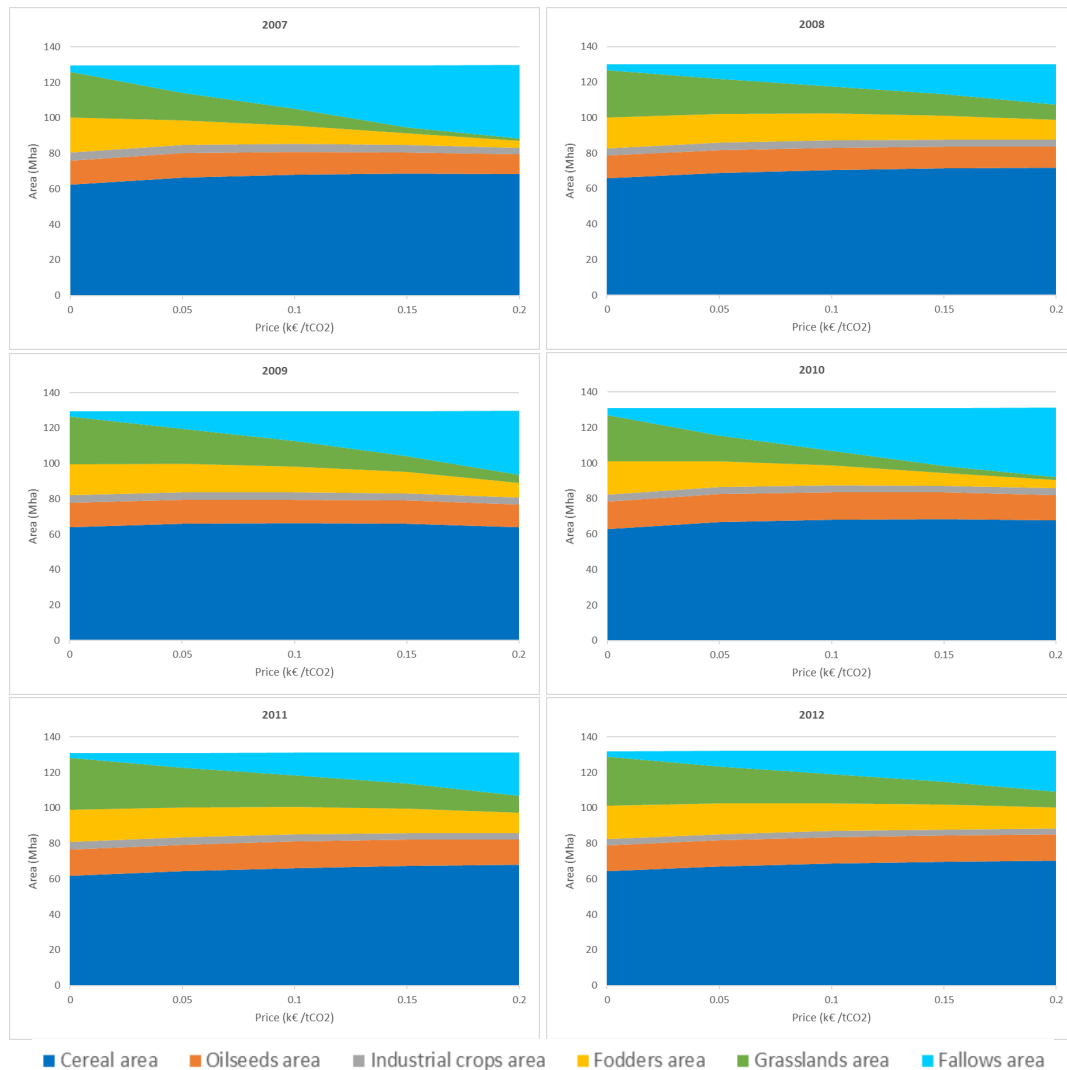 2007
140
120
100
80
60
40
20
0
Area (Mha)
0 0.05 0.1 0.15 0.2
Price (k€ /tCO2)
2008
140
120
100
80
60
40
20
0
Area (Mha)
0 0.05 0.1 0.15 0.2
Price (k€ /tCO2)
2009
140
120
100
80
60
40
20
0
Area (Mha)
0 0.05 0.1 0.15 0.2
Price (k€ /tCO2)
2010
140
120
100
80
60
40
20
0
Area (Mha)
0 0.05 0.1 0.15 0.2
Price (k€ /tCO2)
2011
140
120
100
80
60
40
20
0
Area (Mha)
0 0.05 0.1 0.15 0.2
Price (k€ /tCO2)
2012
140
120
100
80
60
40
20
0
Area (Mha)
0 0.05 0.1 0.15 0.2
Price (k€ /tCO2)
Cereal area Oilseeds area Industrial crops area Fodders area Grasslands area Fallows area